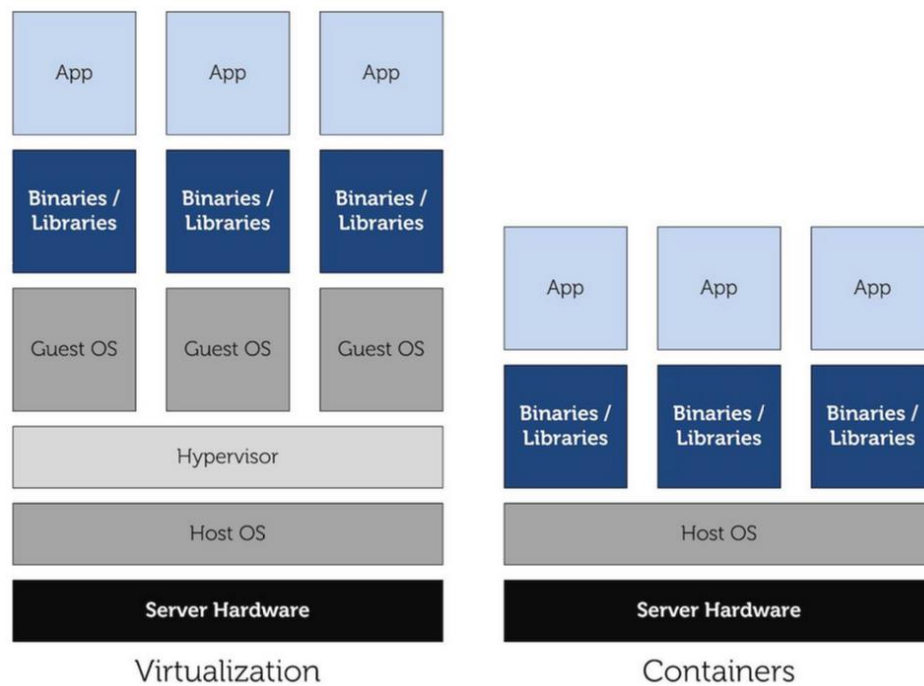 App
App
App
Binaries /
Libraries
Binaries /
Libraries
Binaries /
Libraries
Guest OS
Guest OS
Guest OS
Hypervisor
Host OS
Server Hardware
Virtualization
App
App
App
Binaries /
Libraries
Binaries /
Libraries
Binaries /
Libraries
Host OS
Server Hardware
Containers